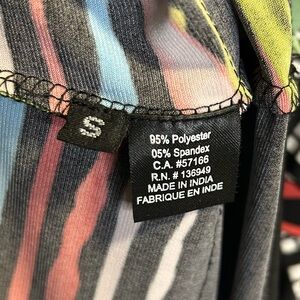 S
95% Polyester
05% Spandex
C.A. #57166
R.N. # 136949
MADE IN INDIA
FABRIQUE EN INDE